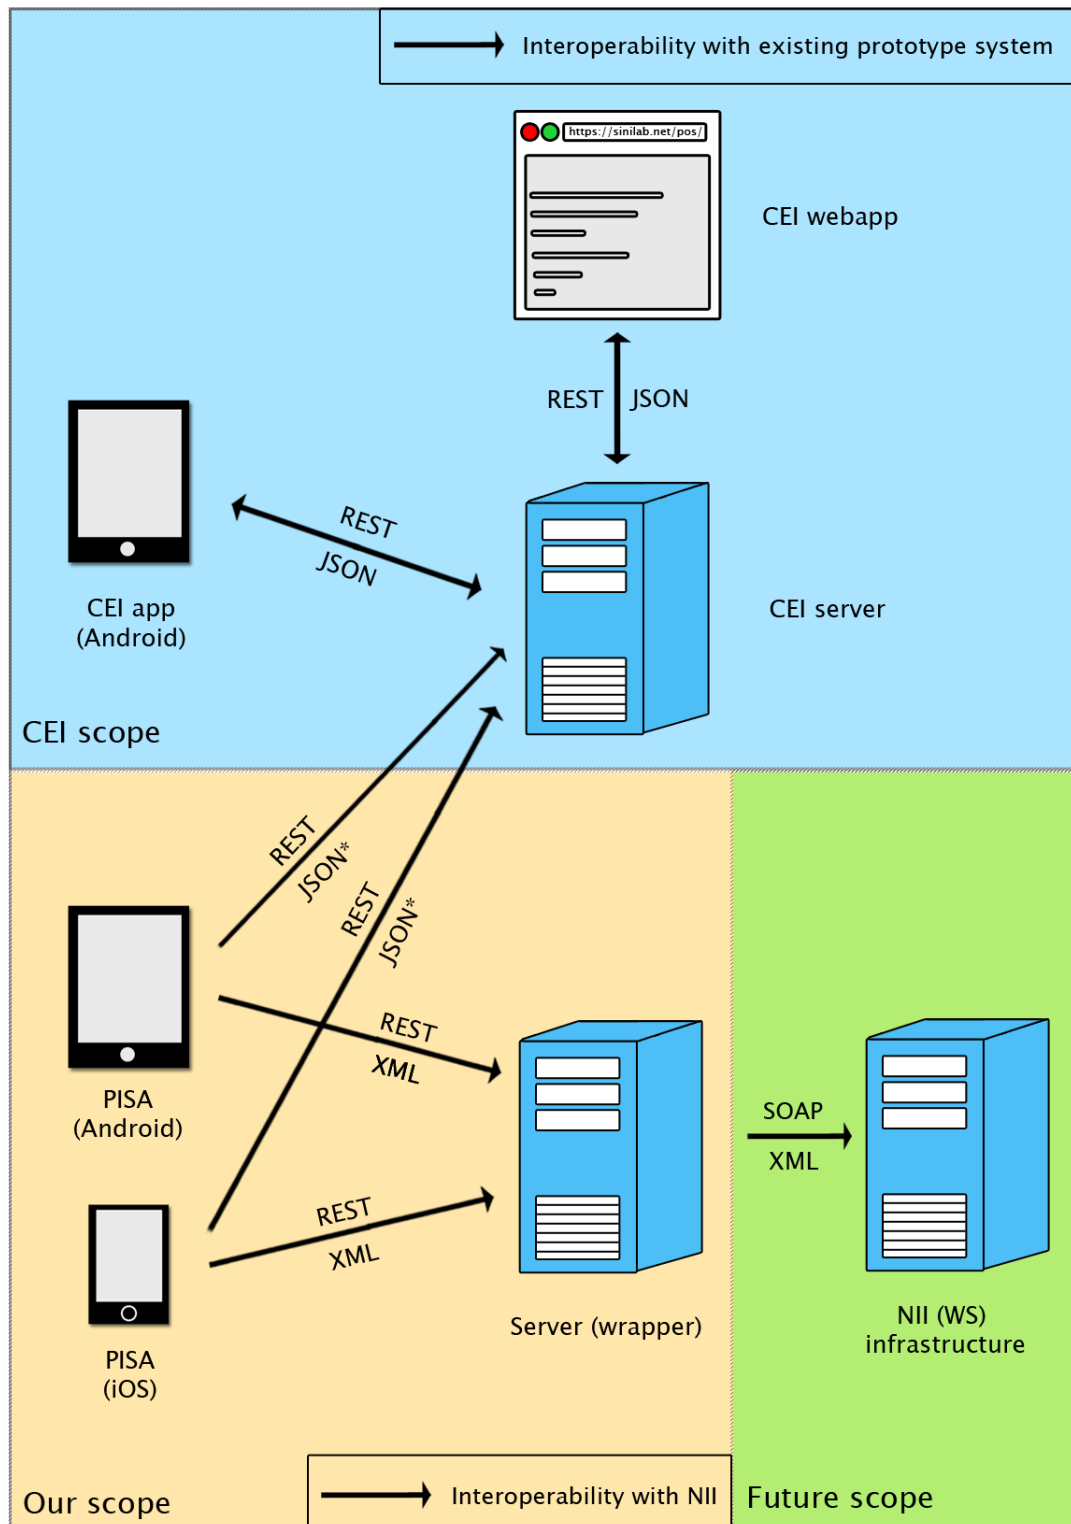 Interoperability with existing prototype system
https://sinilab.net/pos/
CEI webapp
REST JSON
REST
JSON
CEI app
(Android)
CEI server
CEI scope
REST
JSON*
REST
JSON*
REST
XML
PISA
(Android)
SOAP
XML
REST
XML
Server (wrapper)
NII (WS)
infrastructure
PISA
(iOS)
Interoperability with NII
Our scope
Future scope